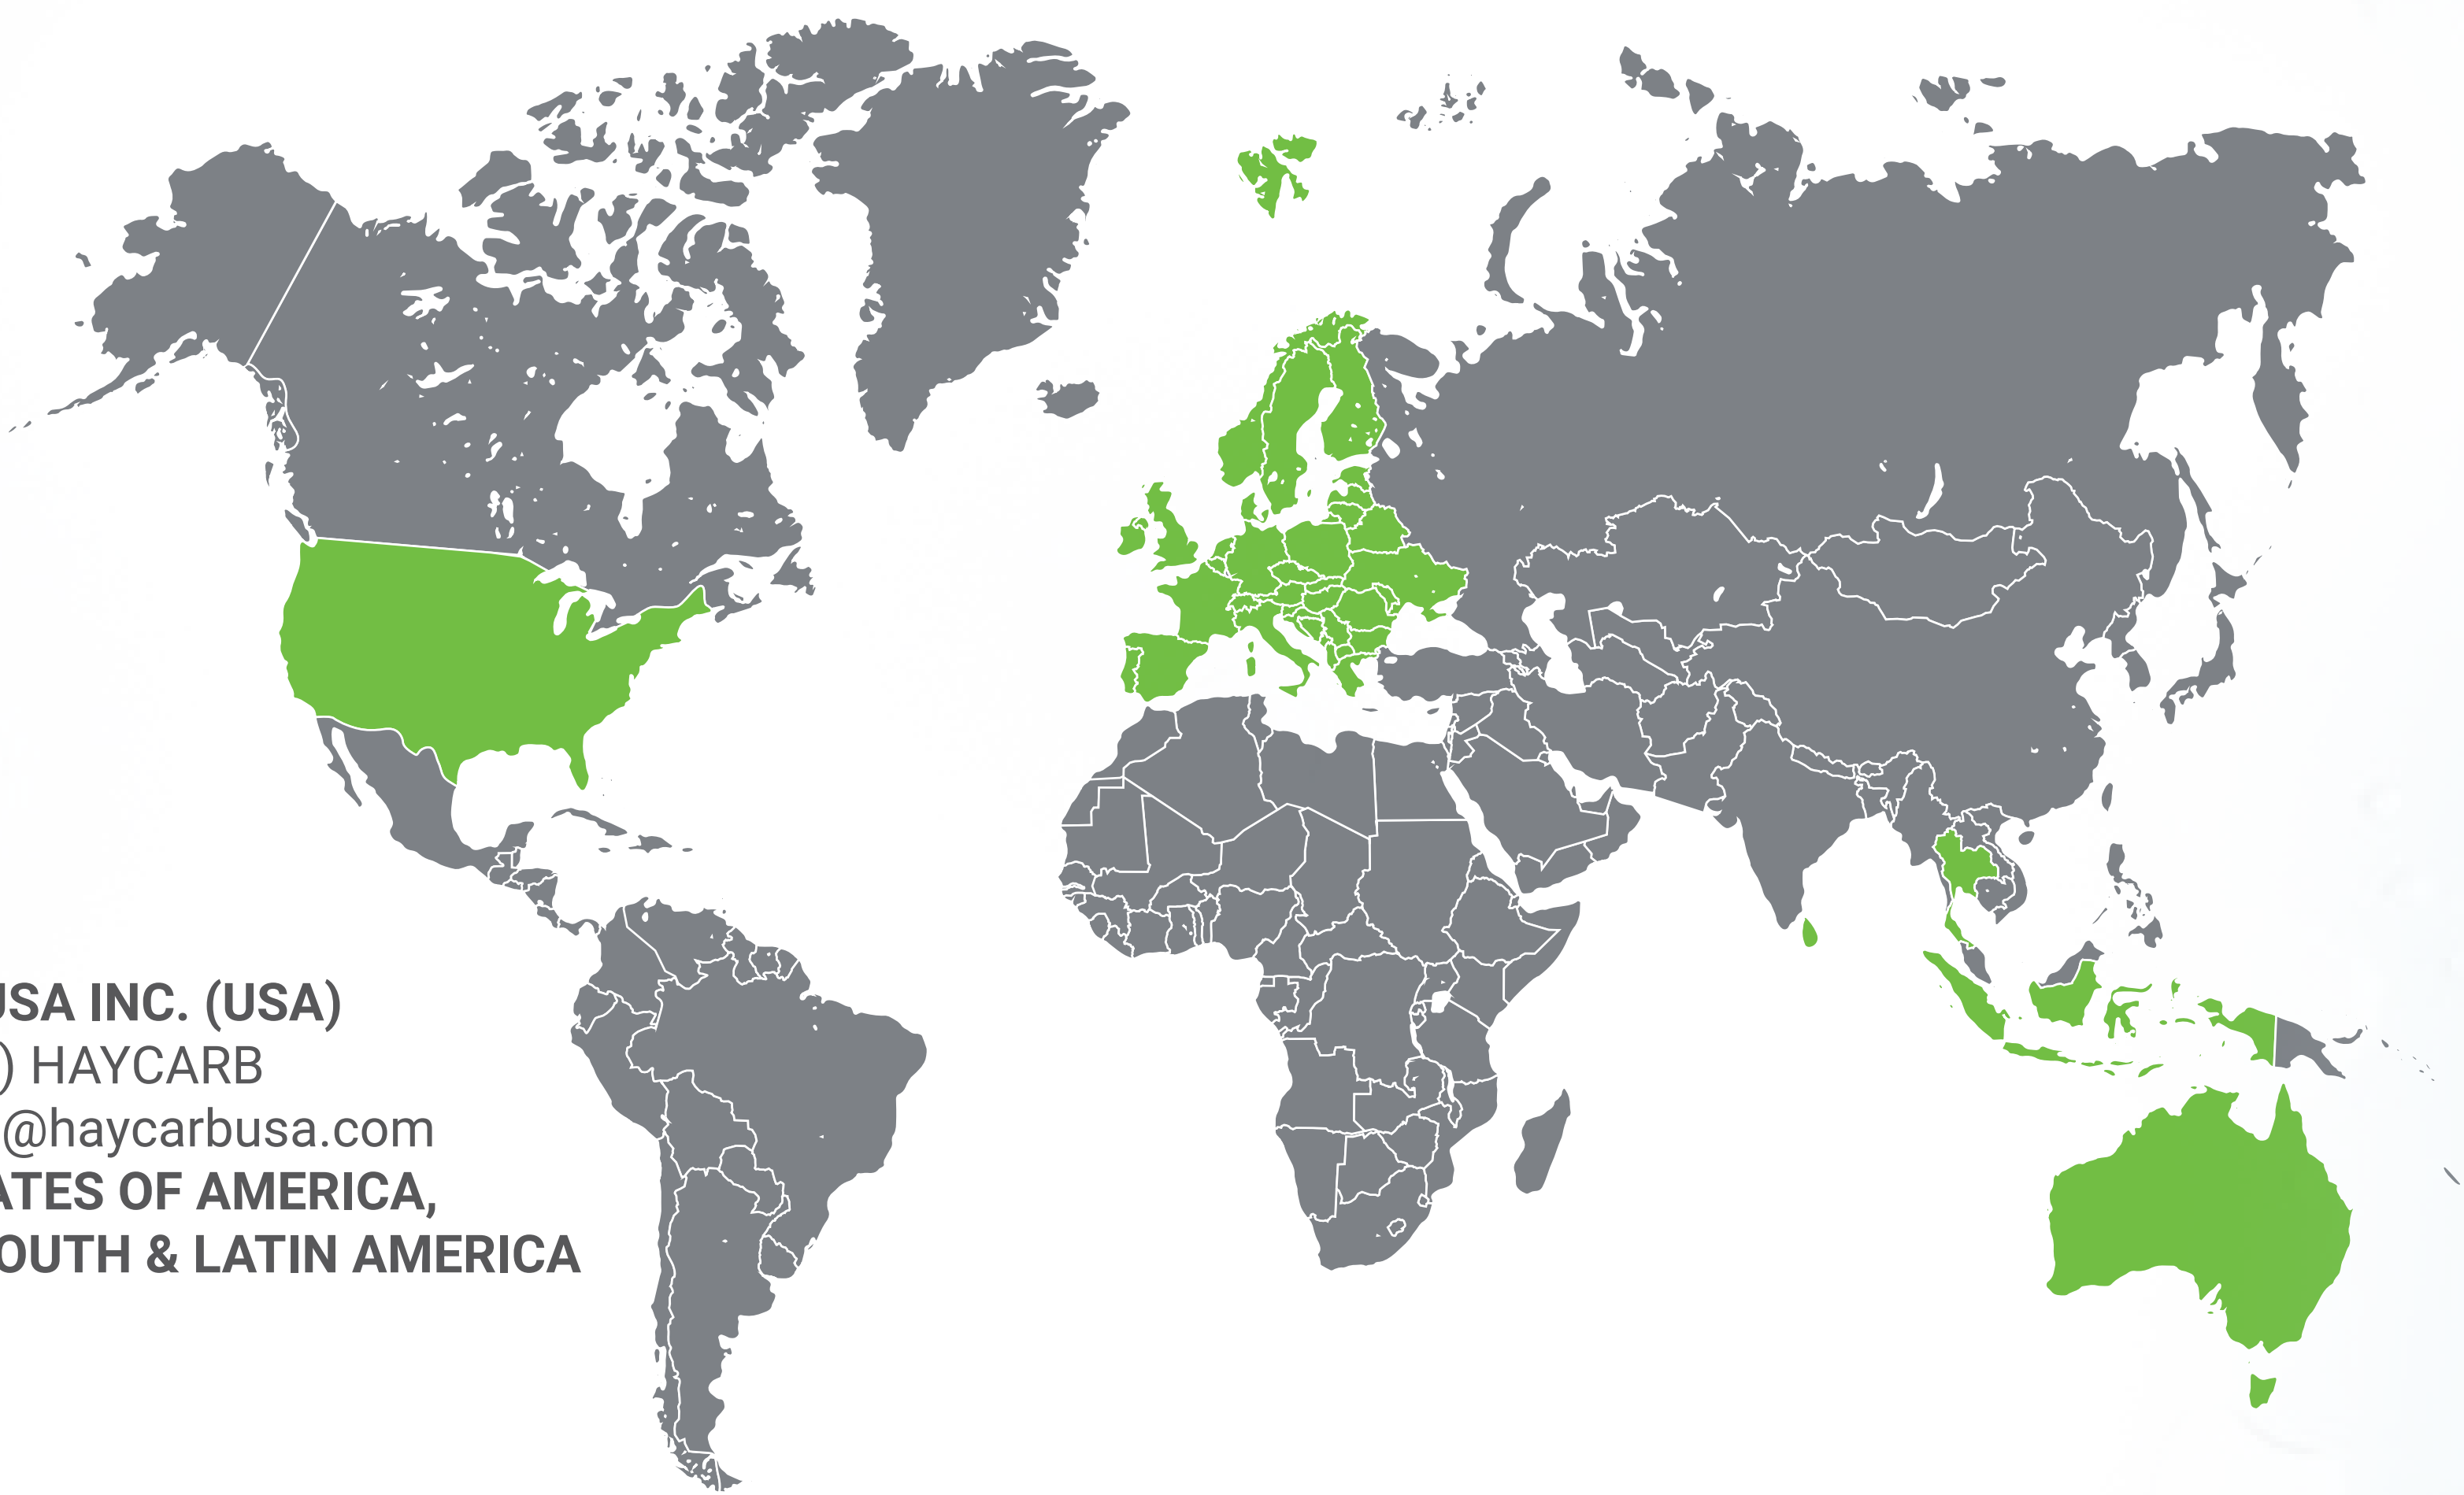 USA INC. (USA)
) HAYCARB
@haycarbusa.com
ATES OF AMERICA,
OUTH & LATIN AMERICA